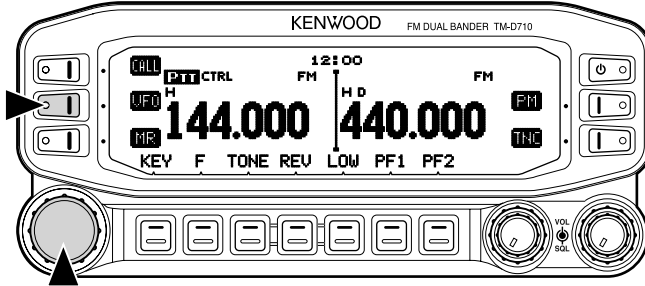 KENWOOD FM DUAL BANDER TM-D710
12:00
CALL PTT CTRL FM FM
VFO H H D PM
144.000 440.000
MR TNC
KEY F TONE REV LOW PF1 PF2
VOL
SQL